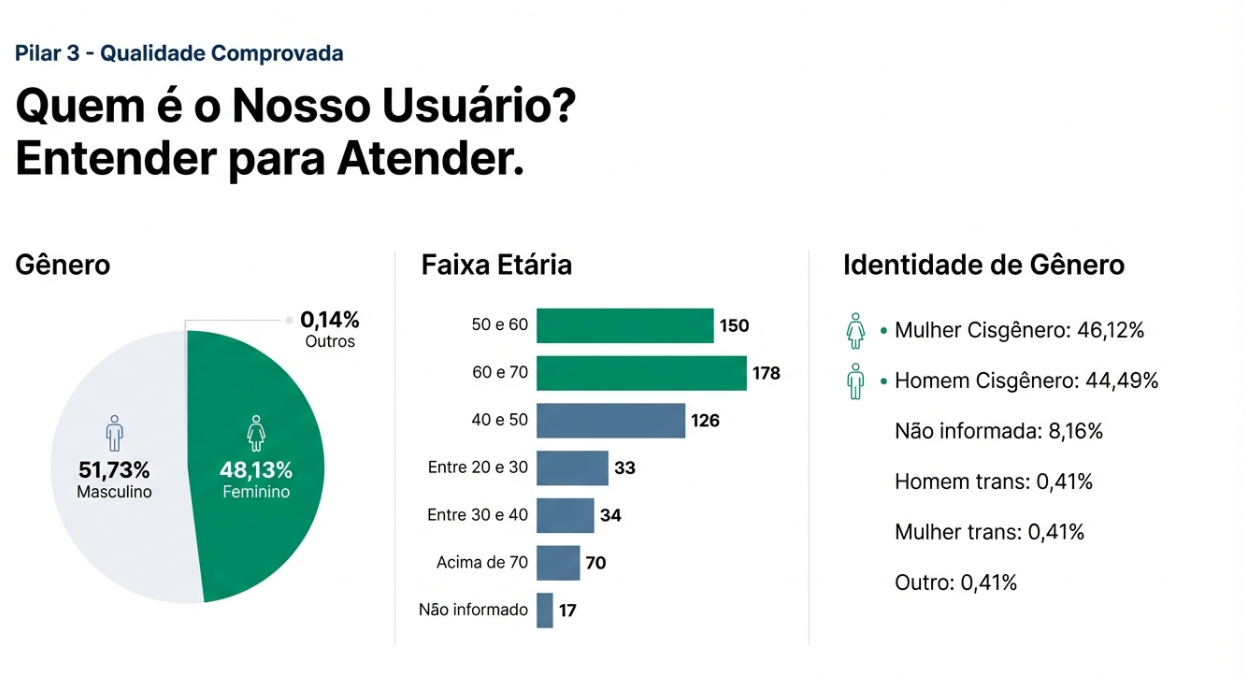 Pilar 3 - Qualidade Comprovada
Quem é o Nosso Usuário?
Entender para Atender.
Gênero
0,14%
Outros
51,73%
Masculino
48,13%
Feminino
Faixa Etária
50 e 60
150
60 e 70
178
40 e 50
126
Entre 20 e 30
33
Entre 30 e 40
34
Acima de 70
70
Não informado
17
Identidade de Gênero
• Mulher Cisgênero: 46,12%
• Homem Cisgênero: 44,49%
Não informada: 8,16%
Homem trans: 0,41%
Mulher trans: 0,41%
Outro: 0,41%